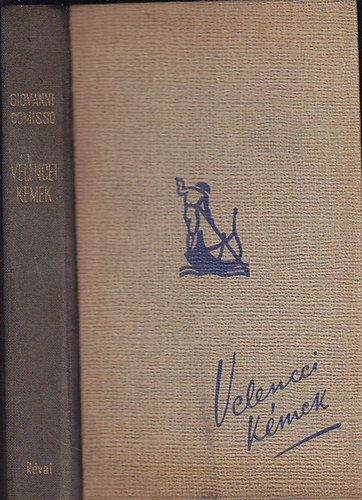 GIOVANNI
COMISSO
VELENCEI
KÉMEK
Révai
Velencei
kémek